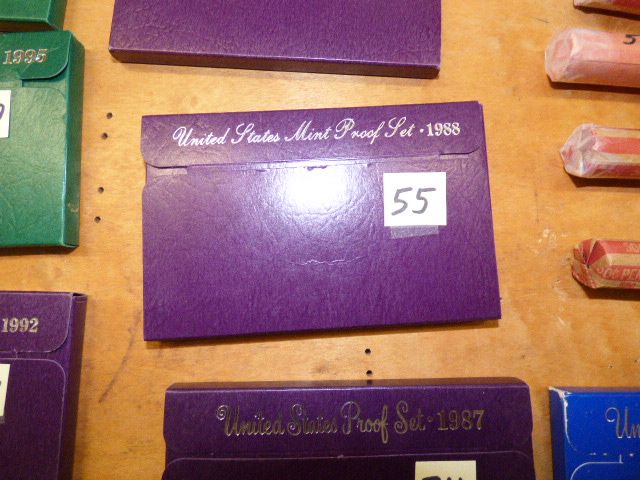 1995
United States Mint Proof Set · 1988
55
1992
United States Proof Set · 1987